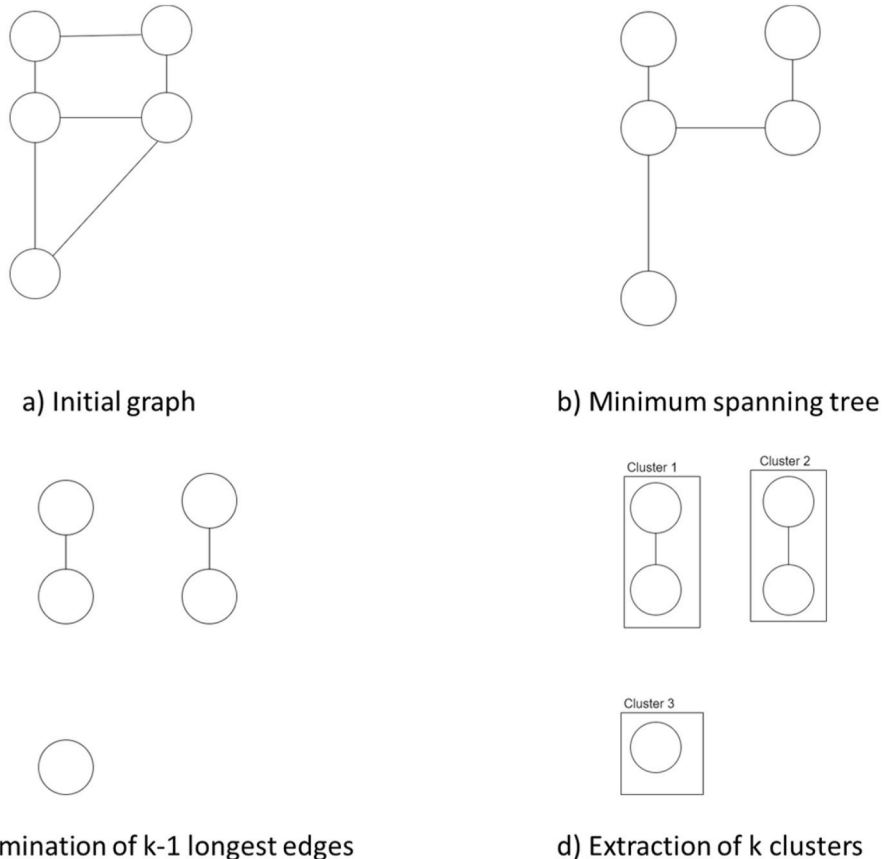 a) Initial graph
b) Minimum spanning tree
Cluster 1
Cluster 2
Cluster 3
mination of k-1 longest edges
d) Extraction of k clusters